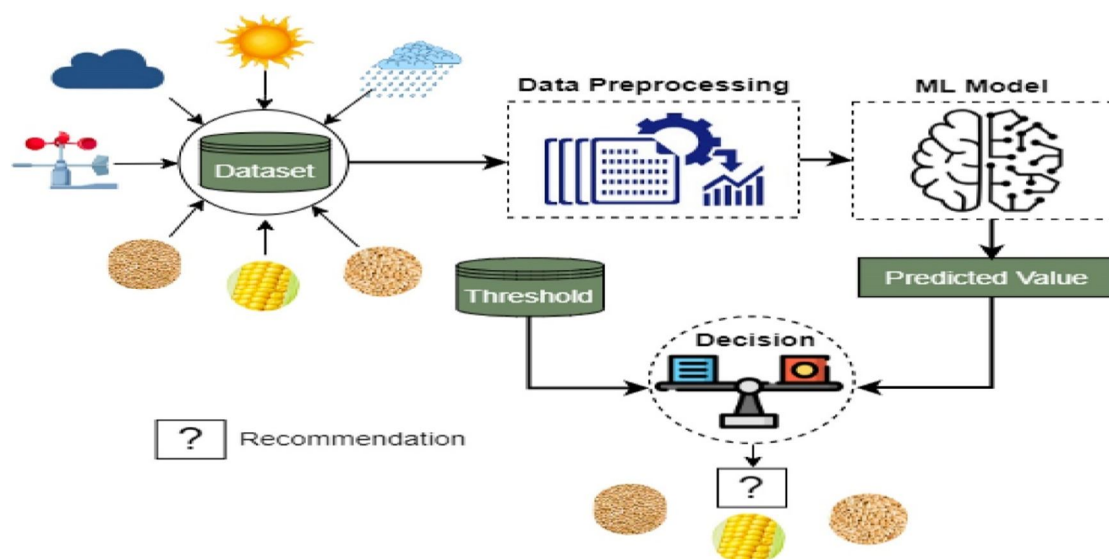 Data Preprocessing
ML Model
Dataset
Threshold
Predicted Value
Decision
?
Recommendation
?